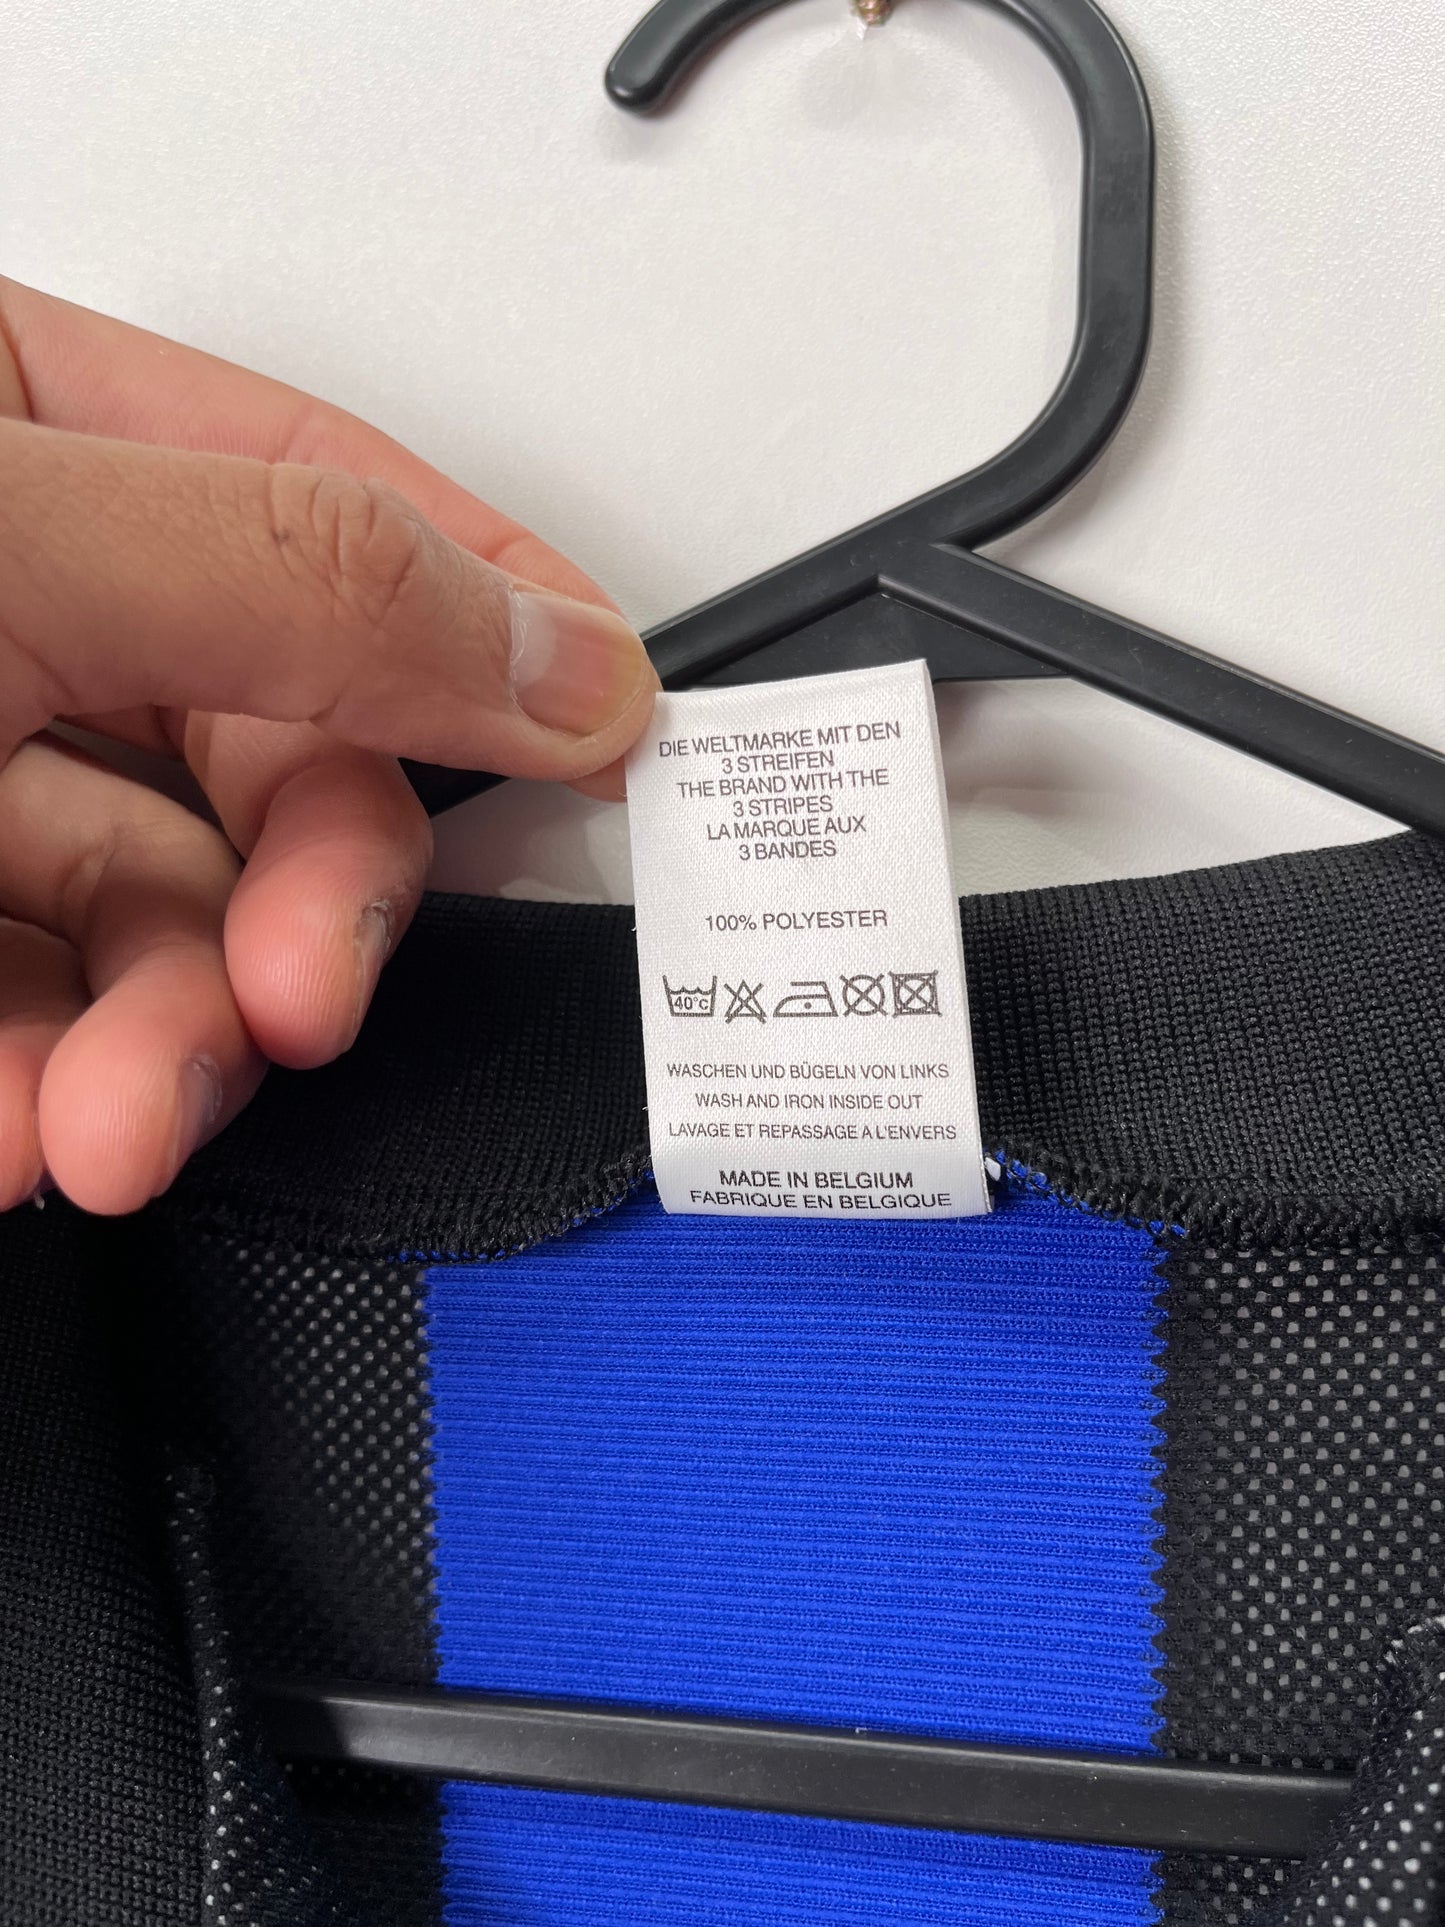 DIE WELTMARKE MIT DEN
3 STREIFEN
THE BRAND WITH THE
3 STRIPES
LA MARQUE AUX
3 BANDES
100% POLYESTER
40°C
WASCHEN UND BÜGELN VON LINKS
WASH AND IRON INSIDE OUT
LAVAGE ET REPASSAGE A L'ENVERS
MADE IN BELGIUM
FABRIQUE EN BELGIQUE